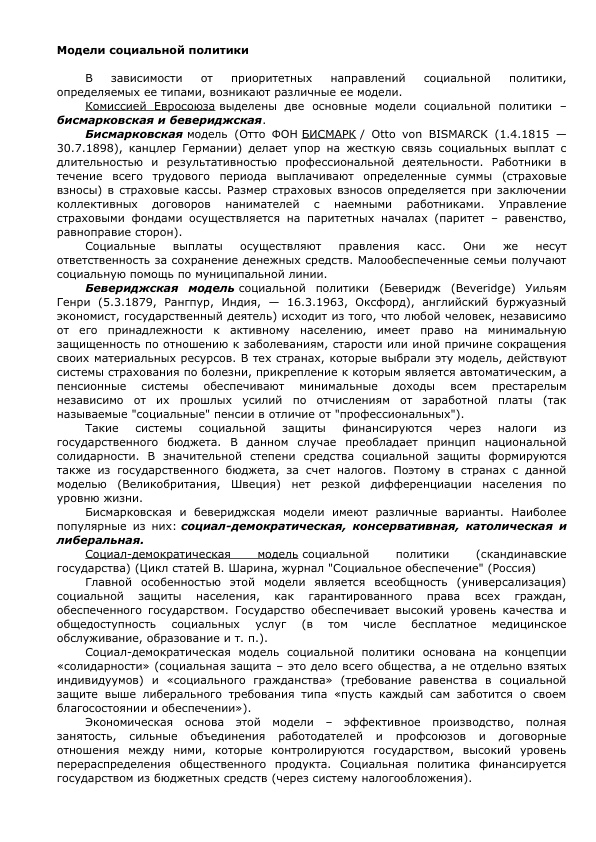 Модели социальной политики
В зависимости от приоритетных направлений социальной политики,
определяемых ее типами, возникают различные ее модели.
Комиссией Евросоюза выделены две основные модели социальной политики –
бисмарковская и бевериджская.
Бисмарковская модель (Отто ФОН БИСМАРК / Otto von BISMARCK (1.4.1815 —
30.7.1898), канцлер Германии) делает упор на жесткую связь социальных выплат с
длительностью и результативностью профессиональной деятельности. Работники в
течение всего трудового периода выплачивают определенные суммы (страховые
взносы) в страховые кассы. Размер страховых взносов определяется при заключении
коллективных договоров нанимателей с наемными работниками. Управление
страховыми фондами осуществляется на паритетных началах (паритет – равенство,
равноправие сторон).
Социальные выплаты осуществляют правления касс. Они же несут
ответственность за сохранение денежных средств. Малообеспеченные семьи получают
социальную помощь по муниципальной линии.
Бевериджская модель социальной политики (Беверидж (Beveridge) Уильям
Генри (5.3.1879, Рангпур, Индия, — 16.3.1963, Оксфорд), английский буржуазный
экономист, государственный деятель) исходит из того, что любой человек, независимо
от его принадлежности к активному населению, имеет право на минимальную
защищенность по отношению к заболеваниям, старости или иной причине сокращения
своих материальных ресурсов. В тех странах, которые выбрали эту модель, действуют
системы страхования по болезни, прикрепление к которым является автоматическим, а
пенсионные системы обеспечивают минимальные доходы всем престарелым
независимо от их прошлых усилий по отчислениям от заработной платы (так
называемые "социальные" пенсии в отличие от "профессиональных").
Такие системы социальной защиты финансируются через налоги из
государственного бюджета. В данном случае преобладает принцип национальной
солидарности. В значительной степени средства социальной защиты формируются
также из государственного бюджета, за счет налогов. Поэтому в странах с данной
моделью (Великобритания, Швеция) нет резкой дифференциации населения по
уровню жизни.
Бисмарковская и бевериджская модели имеют различные варианты. Наиболее
популярные из них: социал-демократическая, консервативная, католическая и
либеральная.
Социал-демократическая модель социальной политики (скандинавские
государства) (Цикл статей В. Шарина, журнал "Социальное обеспечение" (Россия)
Главной особенностью этой модели является всеобщность (универсализация)
социальной защиты населения, как гарантированного права всех граждан,
обеспеченного государством. Государство обеспечивает высокий уровень качества и
общедоступность социальных услуг (в том числе бесплатное медицинское
обслуживание, образование и т. п.).
Социал-демократическая модель социальной политики основана на концепции
«солидарности» (социальная защита – это дело всего общества, а не отдельно взятых
индивидуумов) и «социального гражданства» (требование равенства в социальной
защите выше либерального требования типа «пусть каждый сам заботится о своем
благосостоянии и обеспечении»).
Экономическая основа этой модели – эффективное производство, полная
занятость, сильные объединения работодателей и профсоюзов и договорные
отношения между ними, которые контролируются государством, высокий уровень
перераспределения общественного продукта. Социальная политика финансируется
государством из бюджетных средств (через систему налогообложения).